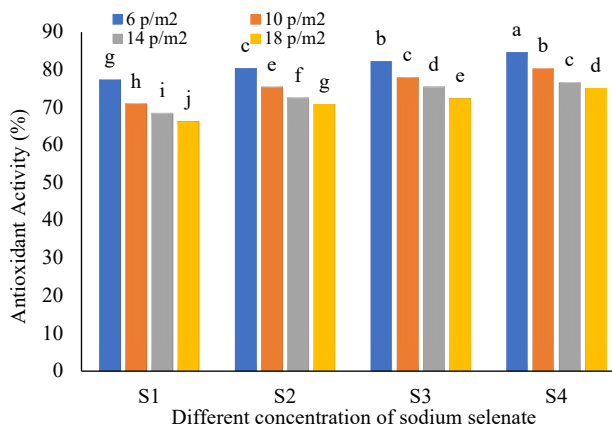 6 p/m2
10 p/m2
14 p/m2
18 p/m2
Antioxidant Activity (%)
90
80
70
60
50
40
30
20
10
0
g
h
i
j
c
e
f
g
b
c
d
e
a
b
c
d
S1
S2
S3
S4
Different concentration of sodium selenate